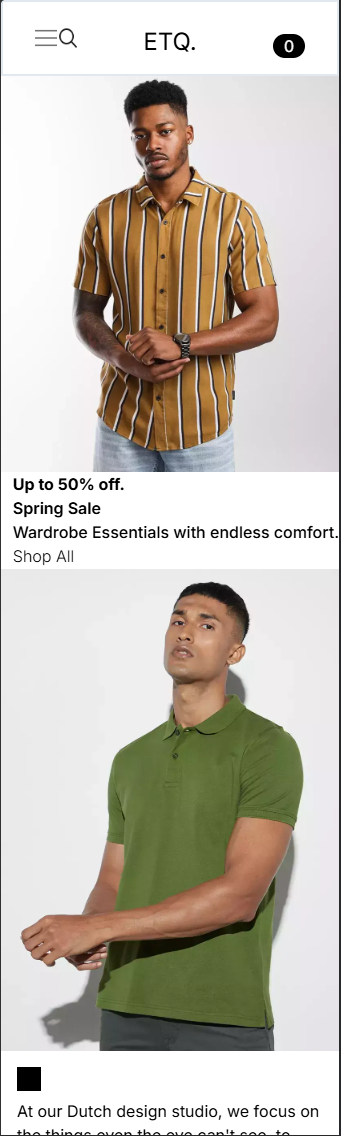 ETQ.
0
Up to 50% off.
Spring Sale
Wardrobe Essentials with endless comfort.
Shop All
At our Dutch design studio, we focus on
the things even the eye can't see, to